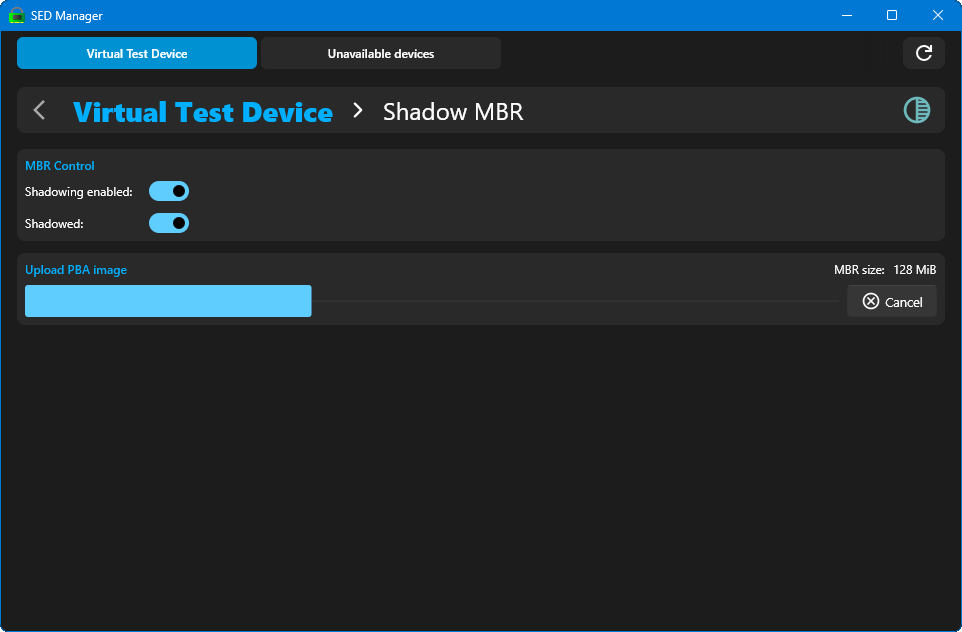 SED Manager
Virtual Test Device
Unavailable devices
Virtual Test Device > Shadow MBR
MBR Control
Shadowing enabled:
Shadowed:
Upload PBA image
MBR size: 128 MiB
Cancel